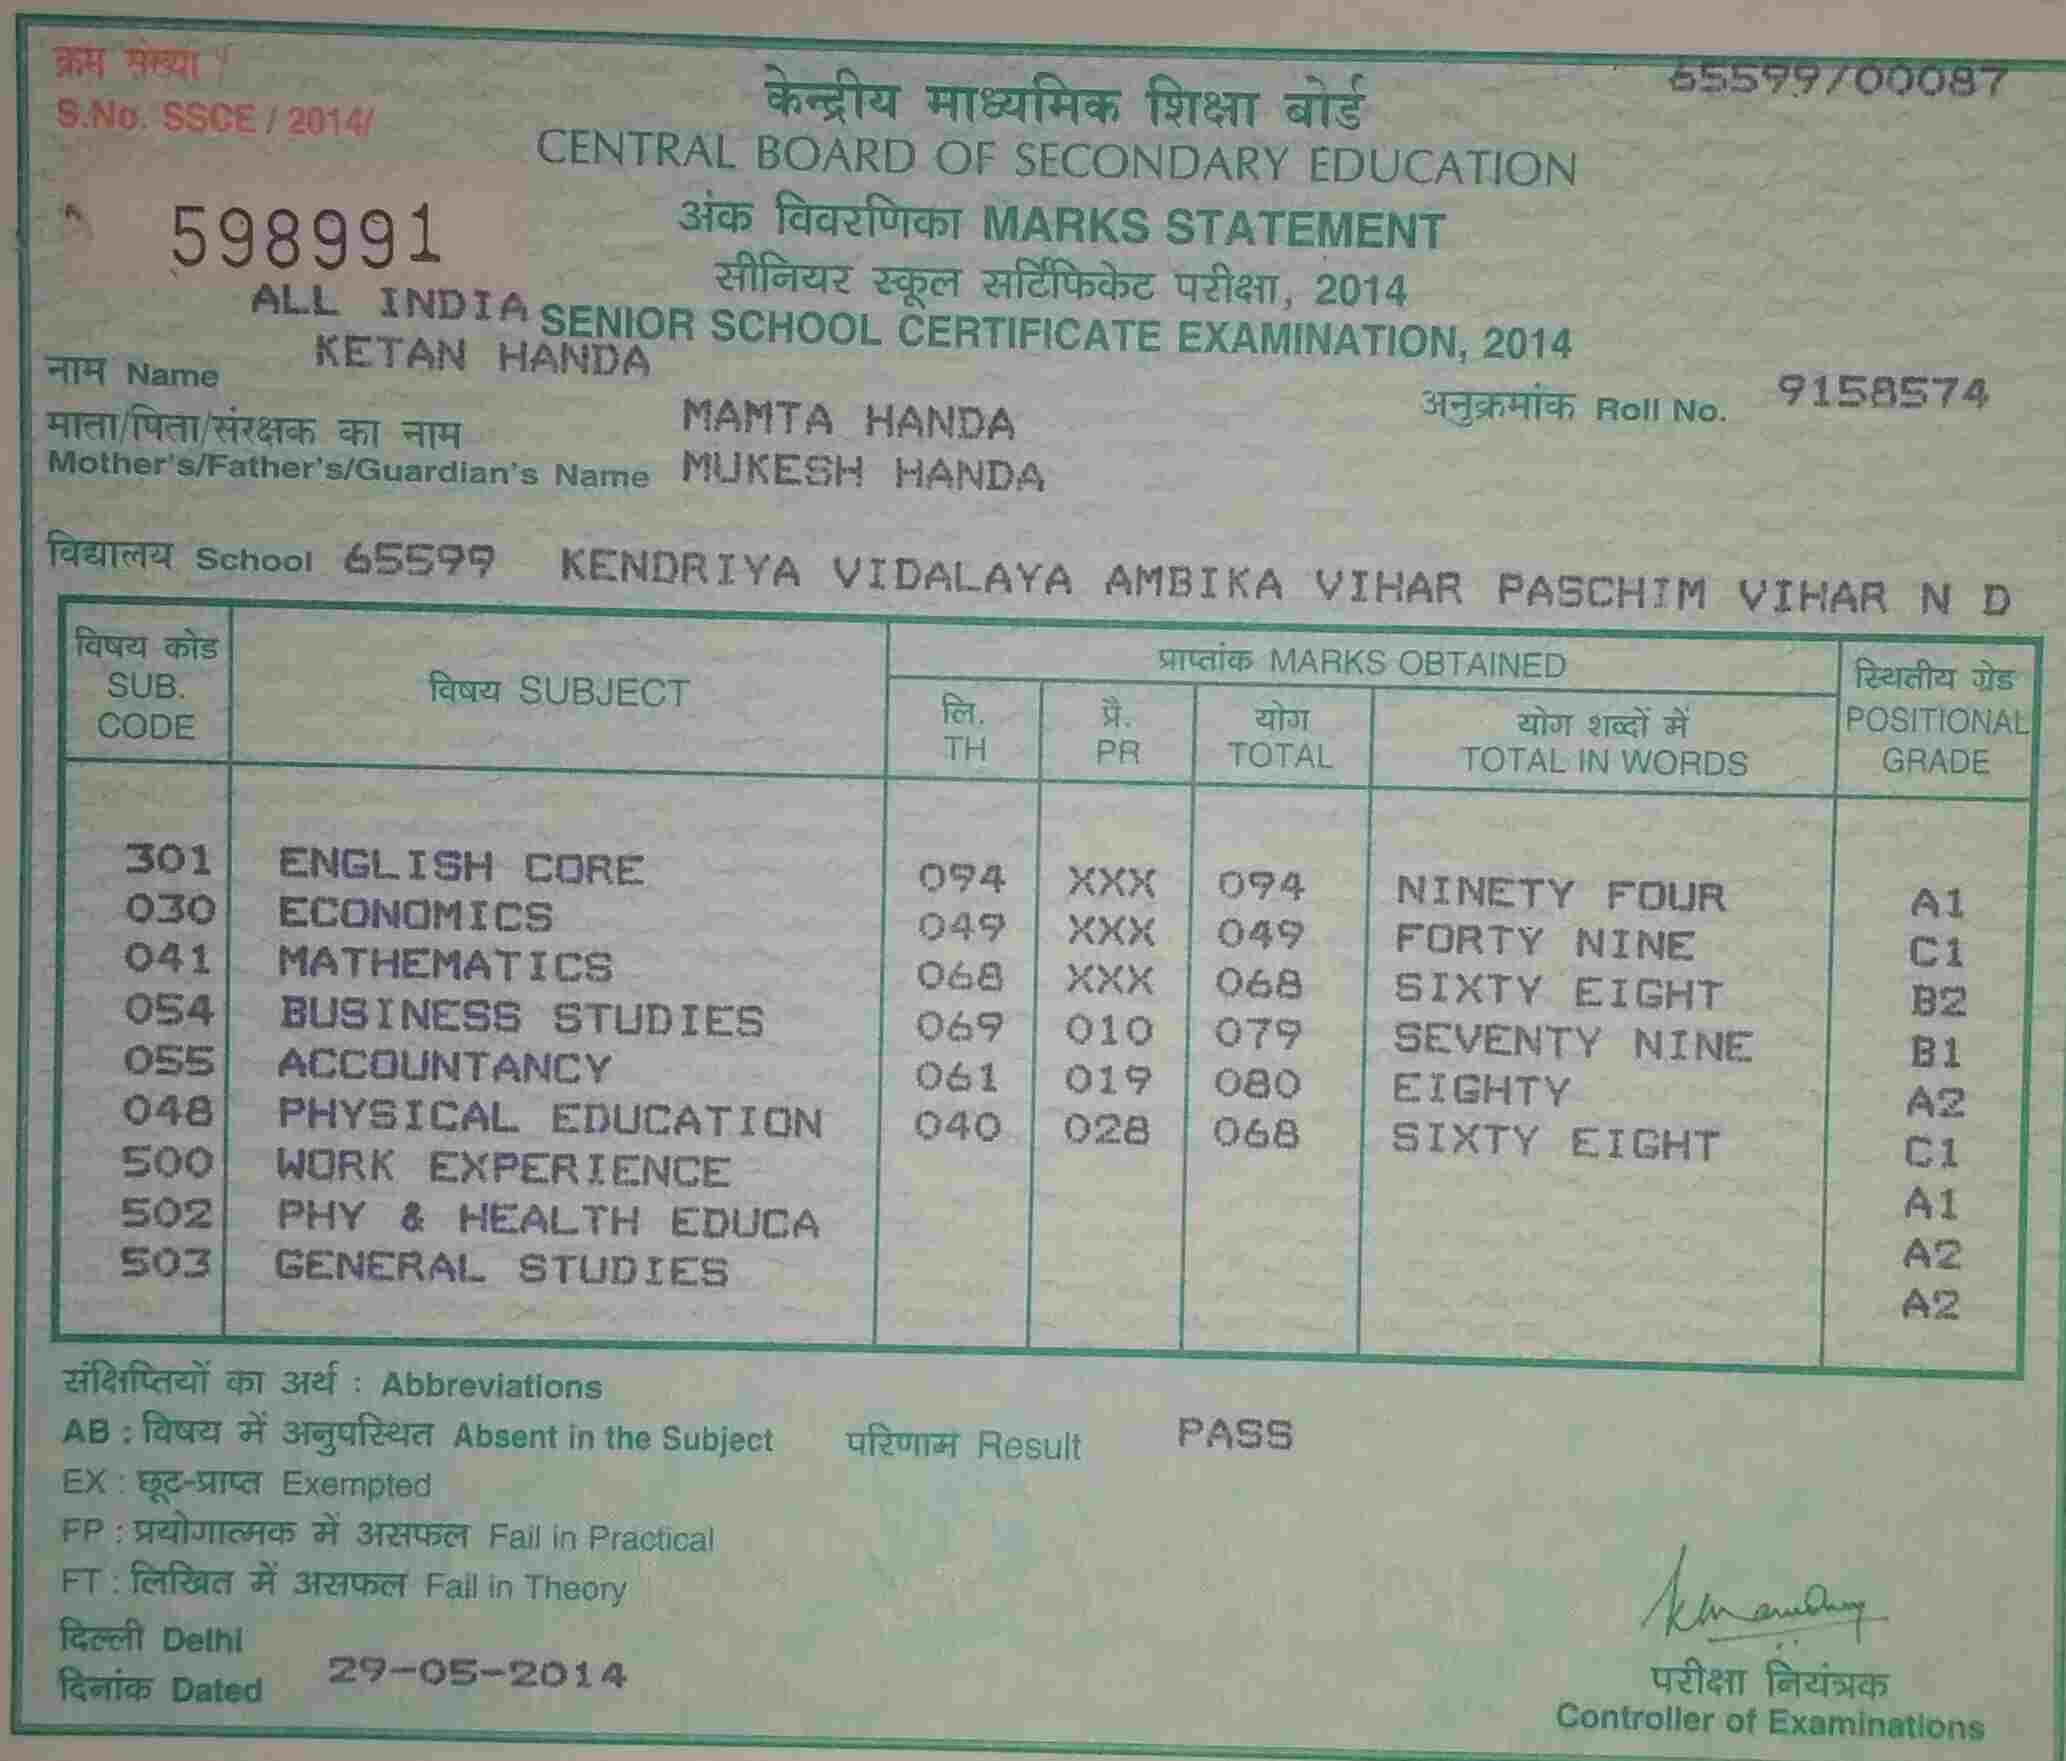 क्रम संख्या
65599/00087
S.No. SSCE / 2014/
केन्द्रीय माध्यमिक शिक्षा बोर्ड
CENTRAL BOARD OF SECONDARY EDUCATION
598991
अंक विवरणिका MARKS STATEMENT
सीनियर स्कूल सर्टिफिकेट परीक्षा, 2014
ALL INDIA SENIOR SCHOOL CERTIFICATE EXAMINATION, 2014
नाम Name KETAN HANDA
अनुक्रमांक Roll No. 9158574
माता/पिता/संरक्षक का नाम MAMTA HANDA
Mother's/Father's/Guardian's Name MUKESH HANDA
विद्यालय School 65599 KENDRIYA VIDALAYA AMBIKA VIHAR PASCHIM VIHAR N D
विषय कोड SUB. CODE विषय SUBJECT प्राप्तांक MARKS OBTAINED स्थितीय ग्रेड POSITIONAL GRADE
लि. TH प्रै. PR योग TOTAL योग शब्दों में TOTAL IN WORDS
301 ENGLISH CORE 094 XXX 094 NINETY FOUR A1
030 ECONOMICS 049 XXX 049 FORTY NINE C1
041 MATHEMATICS 068 XXX 068 SIXTY EIGHT B2
054 BUSINESS STUDIES 069 010 079 SEVENTY NINE B1
055 ACCOUNTANCY 061 019 080 EIGHTY A2
048 PHYSICAL EDUCATION 040 028 068 SIXTY EIGHT C1
500 WORK EXPERIENCE A1
502 PHY & HEALTH EDUCA A2
503 GENERAL STUDIES A2
संक्षिप्तियों का अर्थ : Abbreviations
AB : विषय में अनुपस्थित Absent in the Subject परिणाम Result PASS
EX : छूट-प्राप्त Exempted
FP : प्रयोगात्मक में असफल Fail in Practical
FT : लिखित में असफल Fail in Theory
दिल्ली Delhi
दिनांक Dated 29-05-2014
परीक्षा नियंत्रक
Controller of Examinations